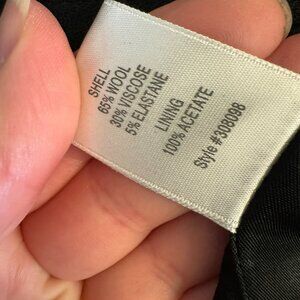 SHELL
65% WOOL
30% VISCOSE
5% ELASTANE
LINING
100% ACETATE
Style #308098